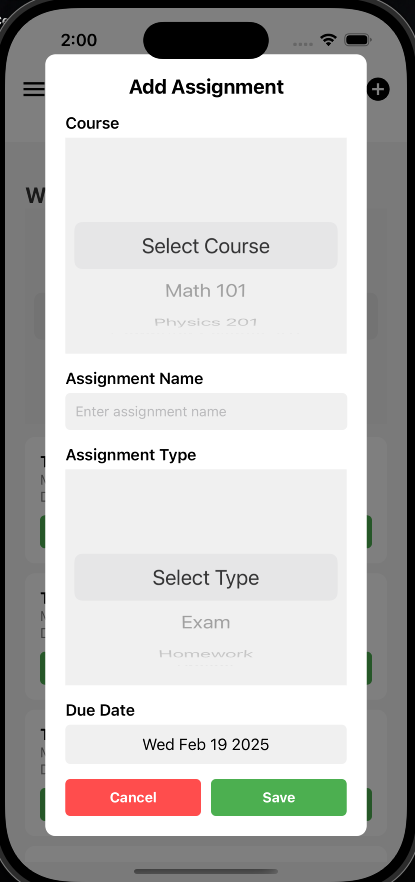 2:00
Add Assignment
Course
Select Course
Math 101
Physics 201
Assignment Name
Enter assignment name
Assignment Type
Select Type
Exam
Homework
Due Date
Wed Feb 19 2025
Cancel
Save